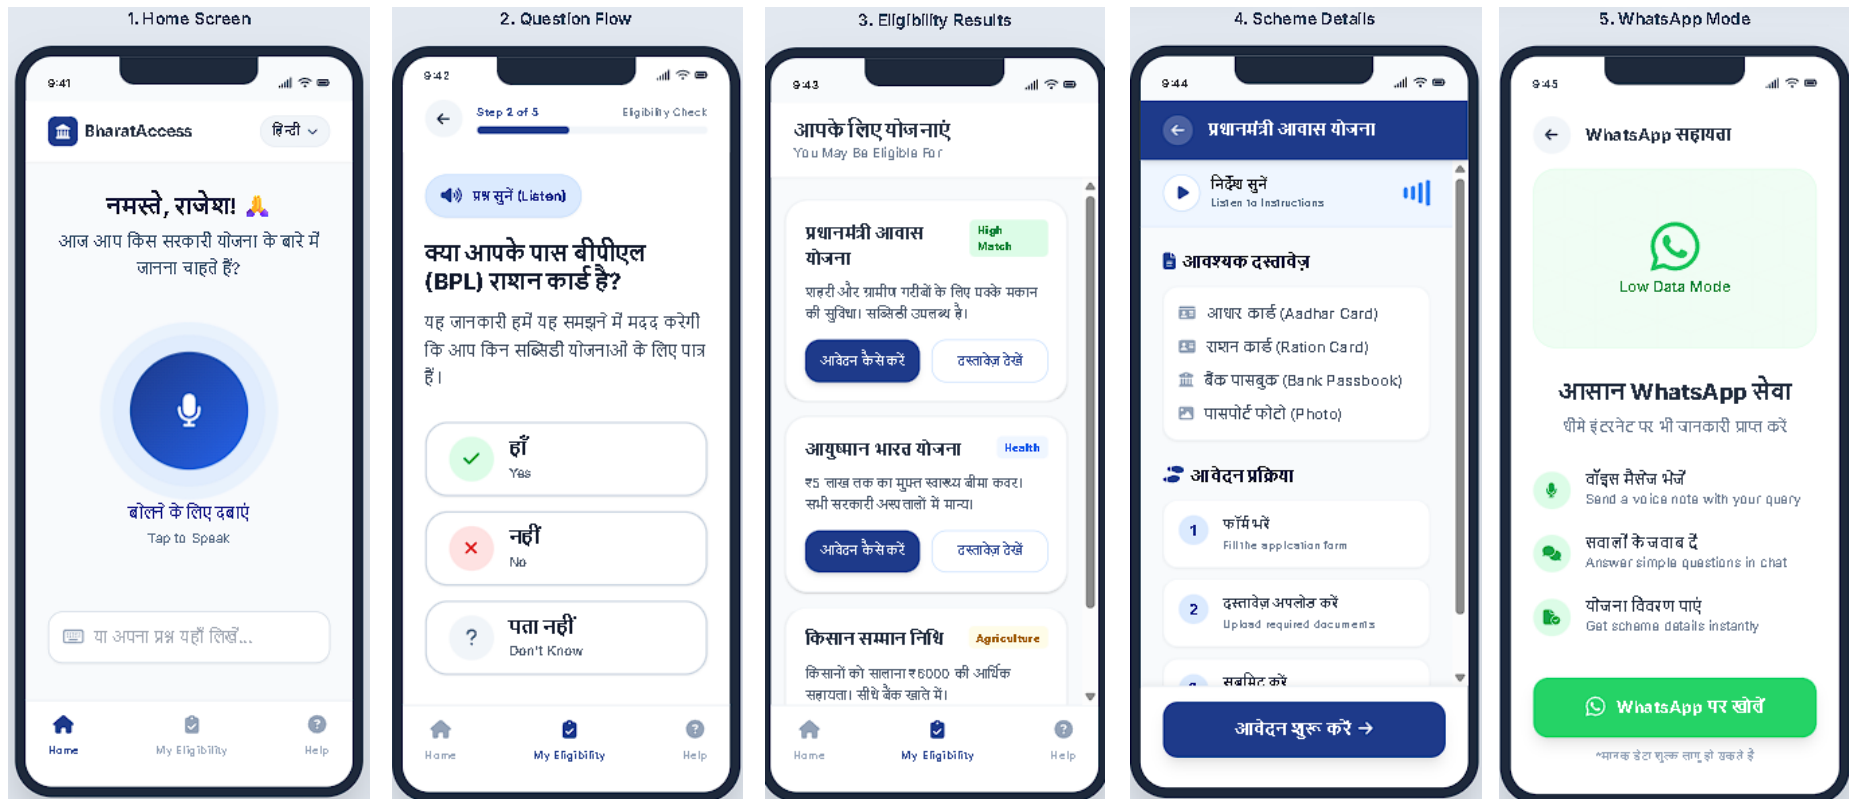 1. Home Screen
9:41
BharatAccess
हिन्दी
नमस्ते, राजेश! 🙏
आज आप किस सरकारी योजना के बारे में
जानना चाहते हैं?
बोलने के लिए दबाएं
Tap to Speak
या अपना प्रश्न यहाँ लिखें...
Home
My Eligibility
Help
2. Question Flow
9:42
Step 2 of 5
Eligibility Check
प्रश्न सुनें (Listen)
क्या आपके पास बीपीएल
(BPL) राशन कार्ड है?
यह जानकारी हमें यह समझने में मदद करेगी
कि आप किन सब्सिडी योजनाओं के लिए पात्र
हैं।
हाँ
Yes
नहीं
No
पता नहीं
Don't Know
Home
My Eligibility
Help
3. Eligibility Results
9:43
आपके लिए योजनाएं
You May Be Eligible For
प्रधानमंत्री आवास
योजना
High
Match
शहरी और ग्रामीण गरीबों के लिए पक्के मकान
की सुविधा। सब्सिडी उपलब्ध है।
आवेदन कैसे करें
दस्तावेज़ देखें
आयुष्मान भारत योजना
Health
₹5 लाख तक का मुफ्त स्वास्थ्य बीमा कवर।
सभी सरकारी अस्पतालों में मान्य।
आवेदन कैसे करें
दस्तावेज़ देखें
किसान सम्मान निधि
Agriculture
किसानों को सालाना ₹6000 की आर्थिक
सहायता। सीधे बैंक खाते में।
Home
My Eligibility
Help
4. Scheme Details
9:44
प्रधानमंत्री आवास योजना
निर्देश सुनें
Listen to Instructions
आवश्यक दस्तावेज़
आधार कार्ड (Aadhar Card)
राशन कार्ड (Ration Card)
बैंक पासबुक (Bank Passbook)
पासपोर्ट फोटो (Photo)
आवेदन प्रक्रिया
1
फॉर्म भरें
Fill the application form
2
दस्तावेज़ अपलोड करें
Upload required documents
सबमिट करें
आवेदन शुरू करें →
5. WhatsApp Mode
9:45
WhatsApp सहायता
Low Data Mode
आसान WhatsApp सेवा
धीमे इंटरनेट पर भी जानकारी प्राप्त करें
वॉइस मैसेज भेजें
Send a voice note with your query
सवालों के जवाब दें
Answer simple questions in chat
योजना विवरण पाएं
Get scheme details instantly
WhatsApp पर खोलें
*मानक डेटा शुल्क लागू हो सकते हैं